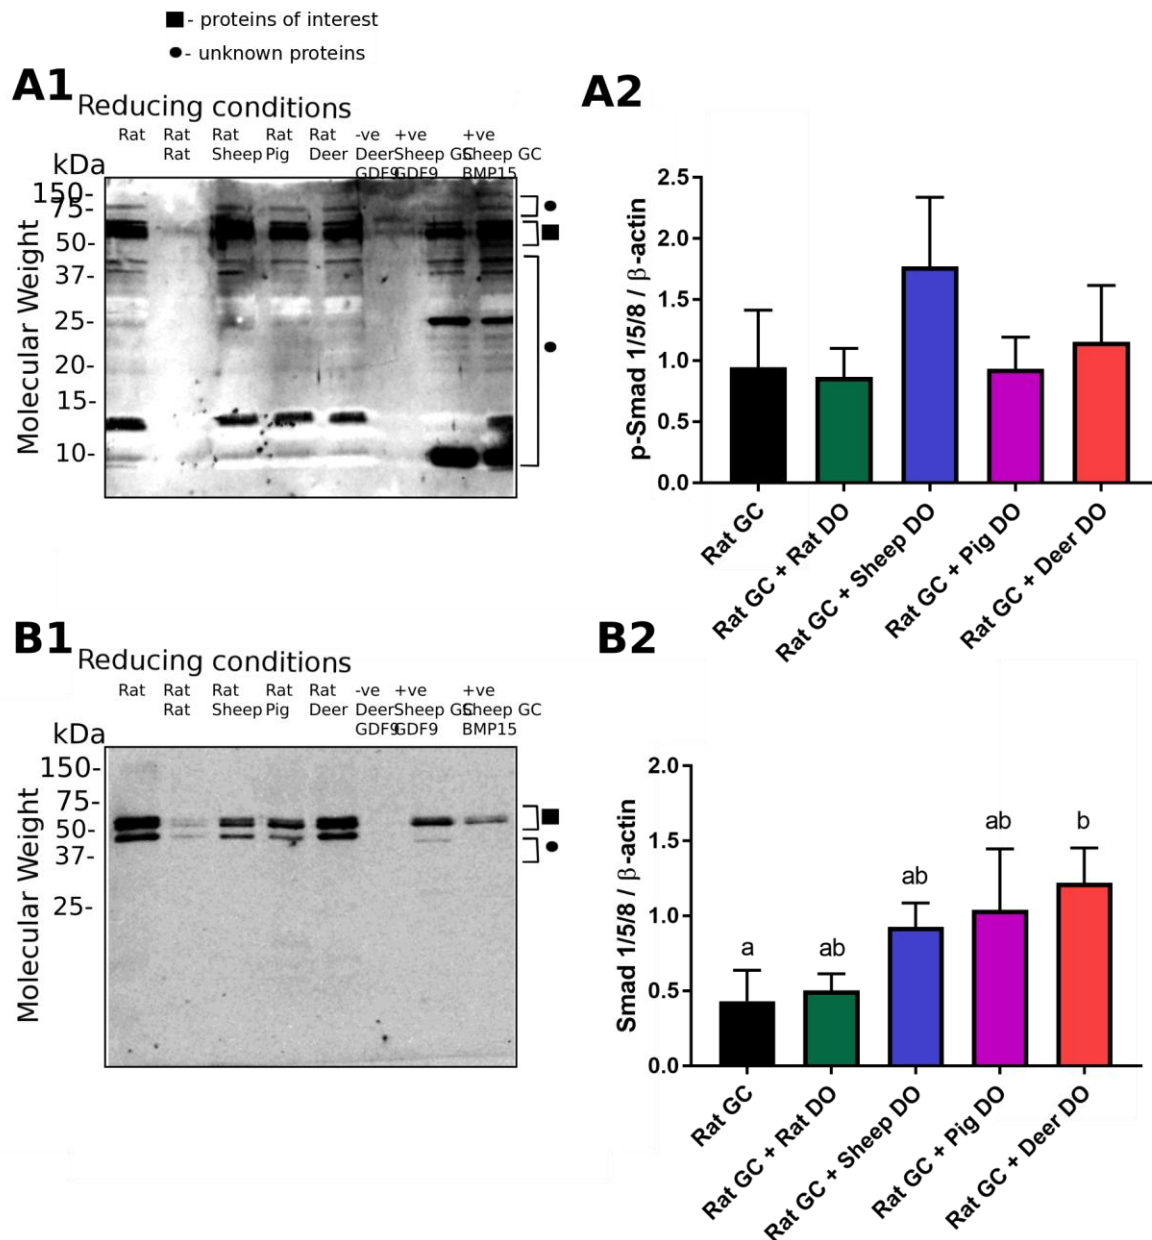 ■- proteins of interest
●- unknown proteins
A1
Reducing conditions
Rat Rat Rat Rat Rat -ve +ve +ve
Rat Sheep Pig Deer Deer Sheep GC Sheep GC
GDF9 GDF9 BMP15
kDa
150-
75-
50-
37-
25-
20-
15-
10-
Molecular Weight
A2
p-Smad 1/5/8 / β-actin
2.5
2.0
1.5
1.0
0.5
0.0
Rat GC
Rat GC + Rat DO
Rat GC + Sheep DO
Rat GC + Pig DO
Rat GC + Deer DO
B1
Reducing conditions
Rat Rat Rat Rat Rat -ve +ve +ve
Rat Sheep Pig Deer Deer Sheep GC Sheep GC
GDF9 GDF9 BMP15
kDa
150-
75-
50-
37-
25-
Molecular Weight
B2
Smad 1/5/8 / β-actin
2.0
1.5
1.0
0.5
0.0
a
ab
ab
ab
b
Rat GC
Rat GC + Rat DO
Rat GC + Sheep DO
Rat GC + Pig DO
Rat GC + Deer DO